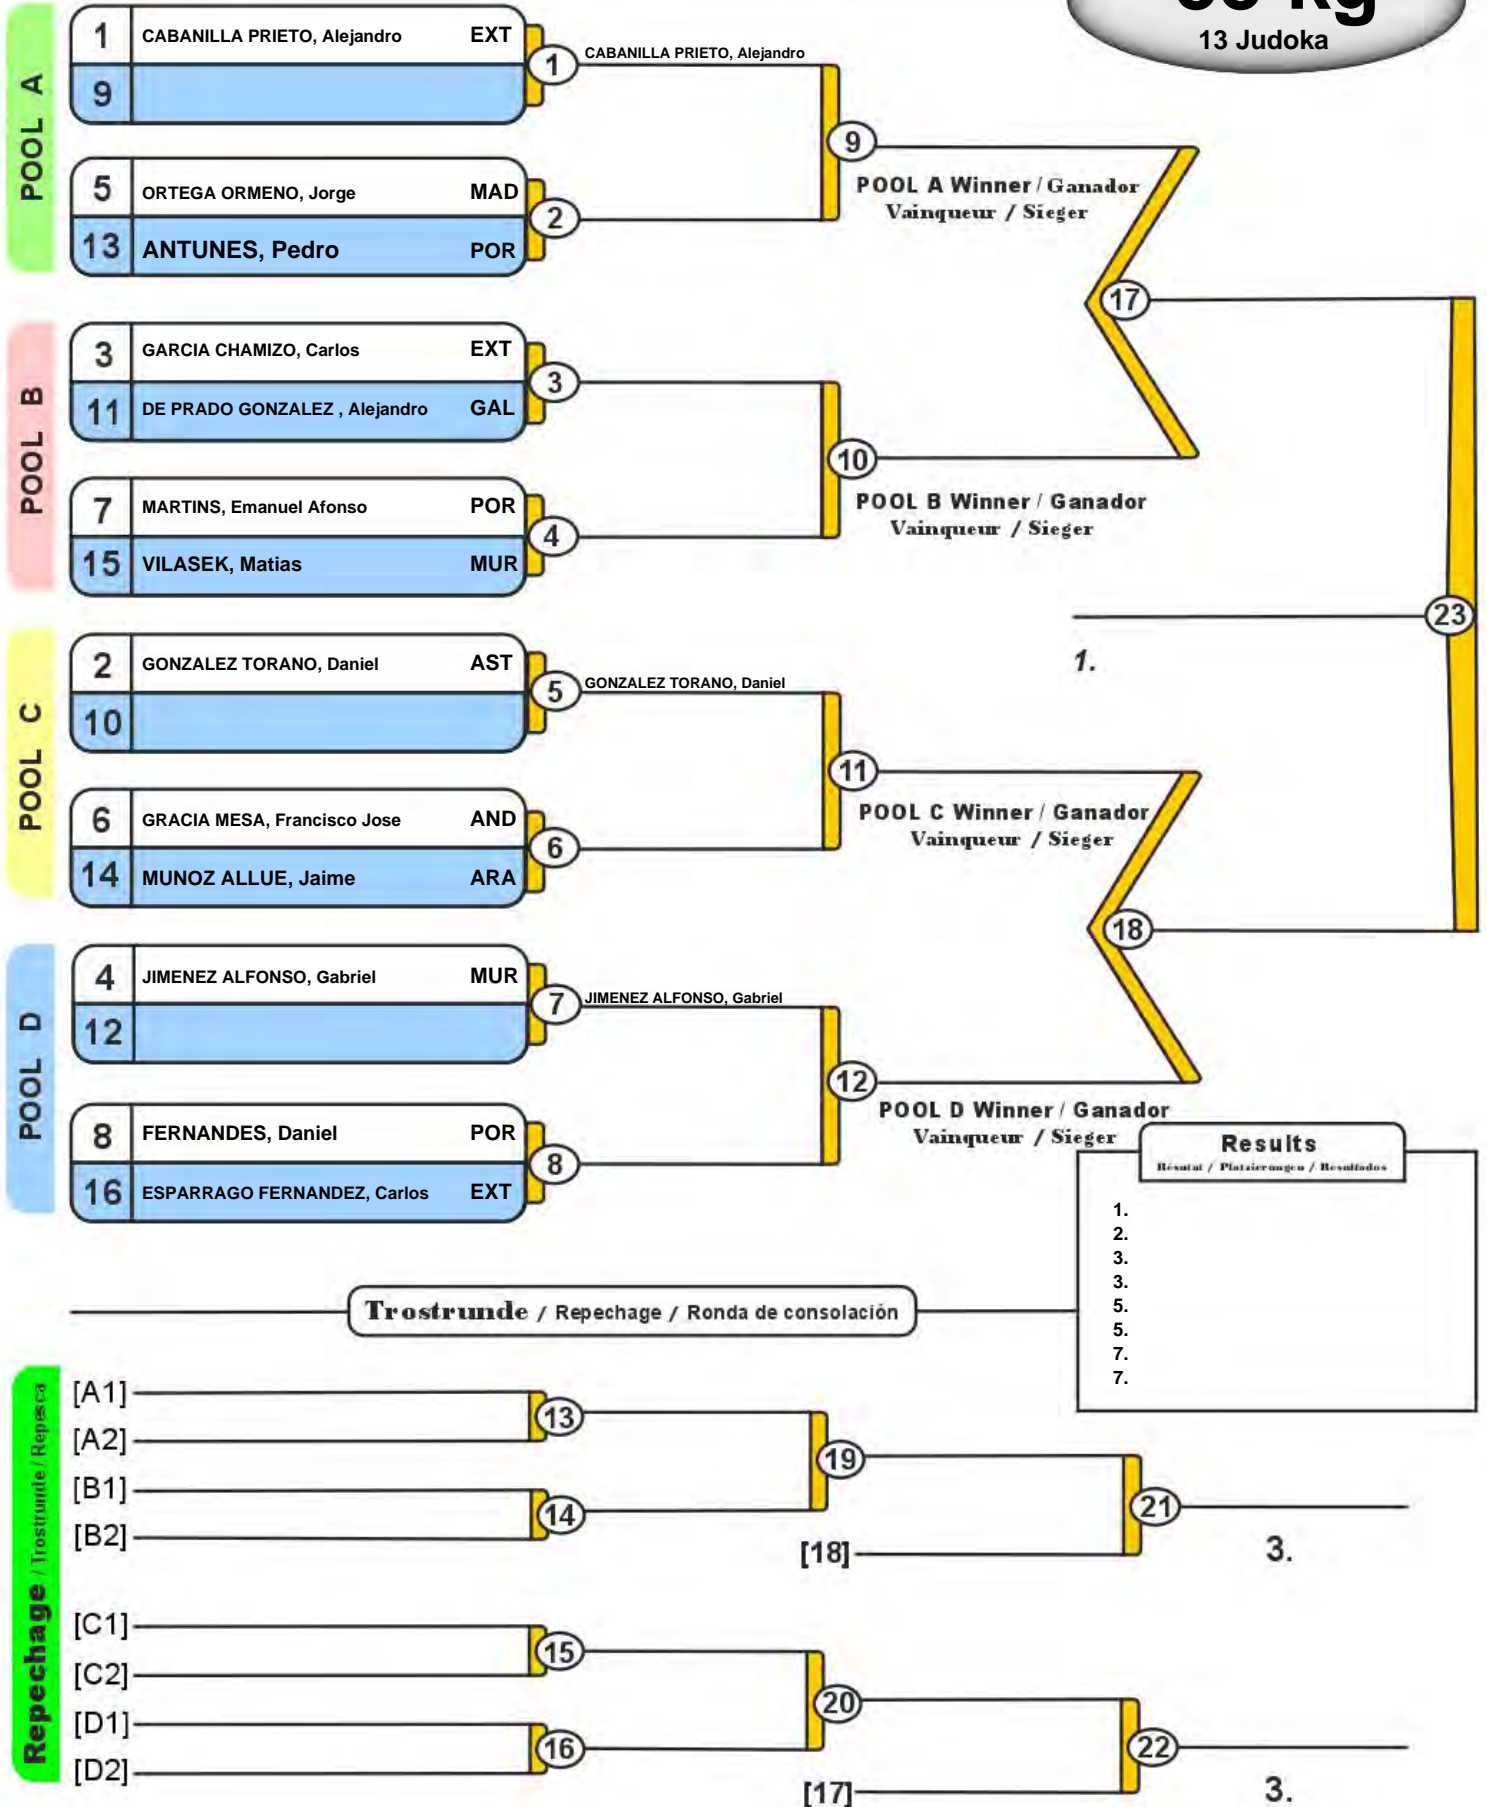 13 Judoka
POOL A
1 CABANILLA PRIETO, Alejandro EXT
9
1 CABANILLA PRIETO, Alejandro
5 ORTEGA ORMENO, Jorge MAD
13 ANTUNES, Pedro POR
2
9
POOL A Winner / Ganador
Vainqueur / Sieger
17
POOL B
3 GARCIA CHAMIZO, Carlos EXT
11 DE PRADO GONZALEZ , Alejandro GAL
3
7 MARTINS, Emanuel Afonso POR
15 VILASEK, Matias MUR
4
10
POOL B Winner / Ganador
Vainqueur / Sieger
23
1.
POOL C
2 GONZALEZ TORANO, Daniel AST
10
5 GONZALEZ TORANO, Daniel
6 GRACIA MESA, Francisco Jose AND
14 MUNOZ ALLUE, Jaime ARA
6
11
POOL C Winner / Ganador
Vainqueur / Sieger
18
POOL D
4 JIMENEZ ALFONSO, Gabriel MUR
12
7 JIMENEZ ALFONSO, Gabriel
8 FERNANDES, Daniel POR
16 ESPARRAGO FERNANDEZ, Carlos EXT
8
12
POOL D Winner / Ganador
Vainqueur / Sieger
Results
Résutat / Platzierungen / Resultados
1.
2.
3.
3.
5.
5.
7.
7.
Trostrunde / Repechage / Ronda de consolación
Repechage / Trostrunde / Repesca
[A1]
[A2]
13
[B1]
[B2]
14
19
[18]
21
3.
[C1]
[C2]
15
[D1]
[D2]
16
20
[17]
22
3.